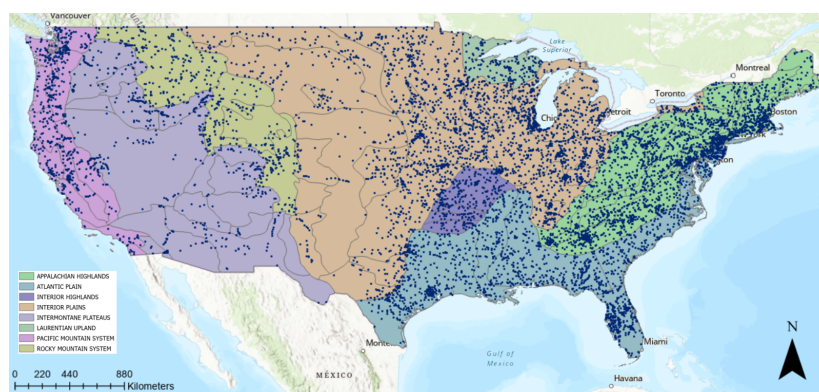 Vancouver
Lake
Superior
Montreal
Toronto
Detroit
Chic
Boston
York
ton
APPALACHIAN HIGHLANDS
ATLANTIC PLAIN
INTERIOR HIGHLANDS
INTERIOR PLAINS
INTERMONTANE PLATEAUS
LAURENTIAN UPLAND
PACIFIC MOUNTAIN SYSTEM
ROCKY MOUNTAIN SYSTEM
Monte
MÉXICO
Gulf of
Mexico
Miami
Havana
N
0 220 440 880
Kilometers